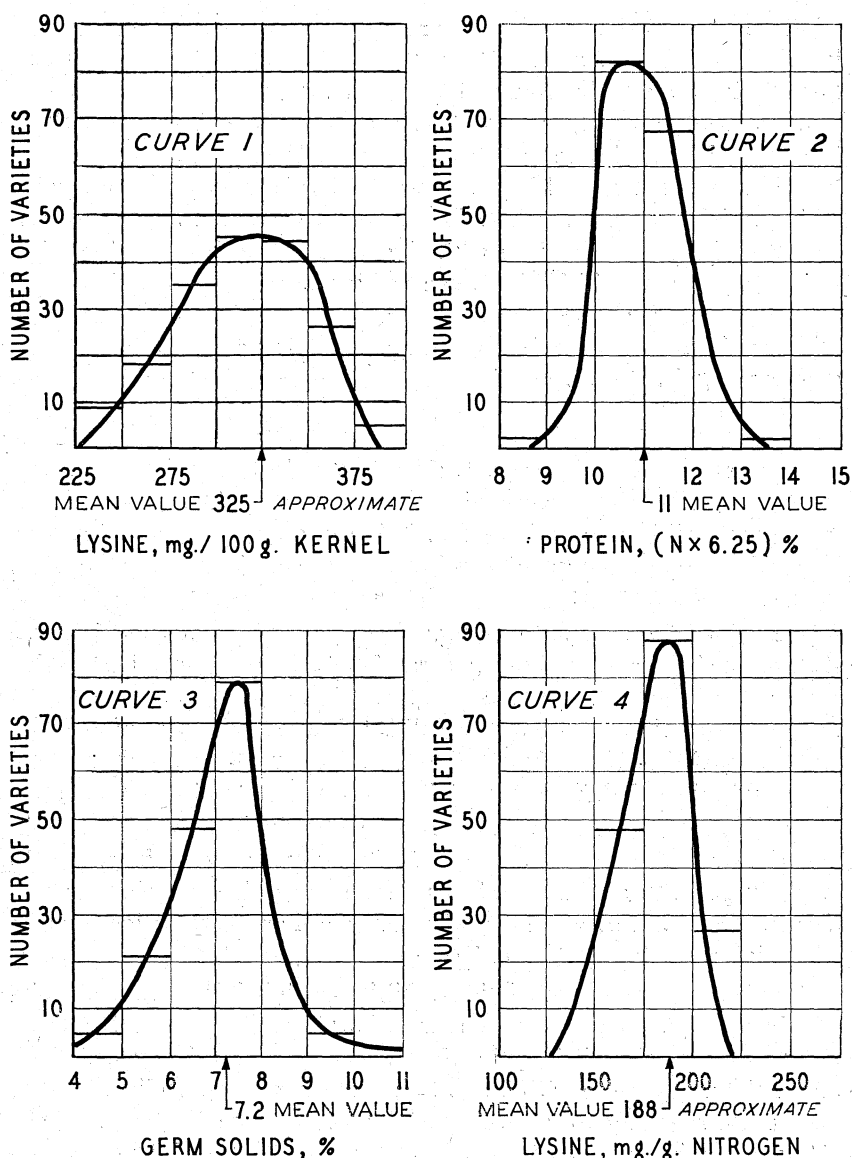 90
70
50
30
10
NUMBER OF VARIETIES
CURVE 1
225 275 375
MEAN VALUE 325 APPROXIMATE
LYSINE, mg./ 100 g. KERNEL
90
70
50
30
10
NUMBER OF VARIETIES
CURVE 2
8 9 10 12 13 14 15
11 MEAN VALUE
PROTEIN, (N × 6.25) %
90
70
50
30
10
NUMBER OF VARIETIES
CURVE 3
4 5 6 7 8 9 10 11
7.2 MEAN VALUE
GERM SOLIDS, %
90
70
50
30
10
NUMBER OF VARIETIES
CURVE 4
100 150 200 250
MEAN VALUE 188 APPROXIMATE
LYSINE, mg./g. NITROGEN